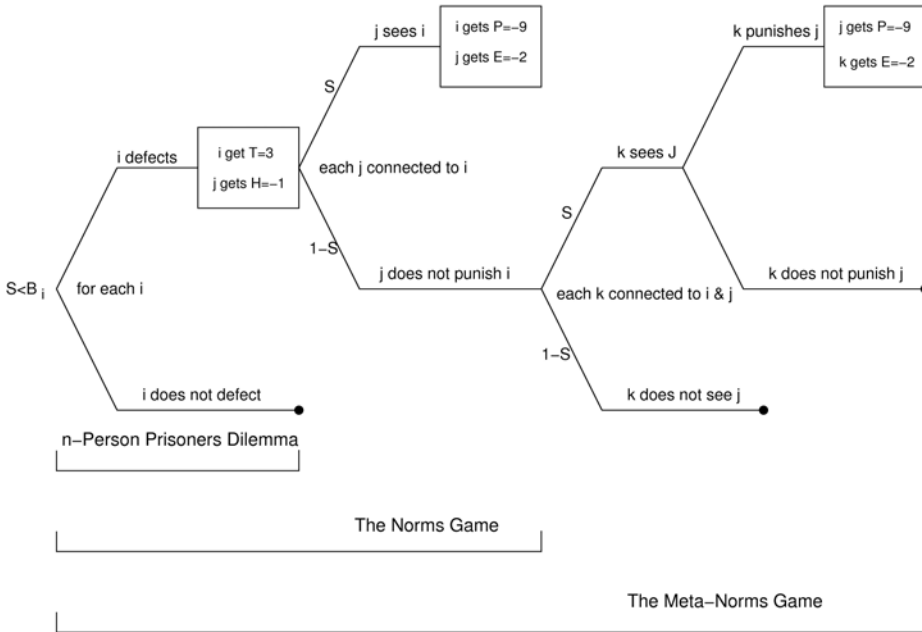 j sees i
i gets P=−9
j gets E=−2
k punishes j
j gets P=−9
k gets E=−2
S
i defects
i get T=3
j gets H=−1
each j connected to i
k sees J
S
1−S
S<B i
for each i
j does not punish i
each k connected to i & j
k does not punish j
1−S
i does not defect
k does not see j
n−Person Prisoners Dilemma
The Norms Game
The Meta−Norms Game